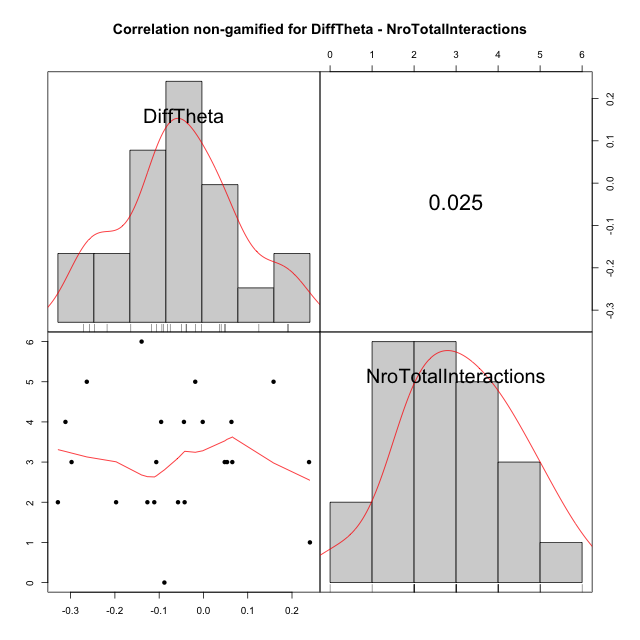 Correlation non-gamified for DiffTheta - NroTotalInteractions
0 1 2 3 4 5 6
DiffTheta
0.2
0.1
0.0
-0.1
-0.2
-0.3
0.025
6
5
4
3
2
1
0
NroTotalInteractions
-0.3 -0.2 -0.1 0.0 0.1 0.2